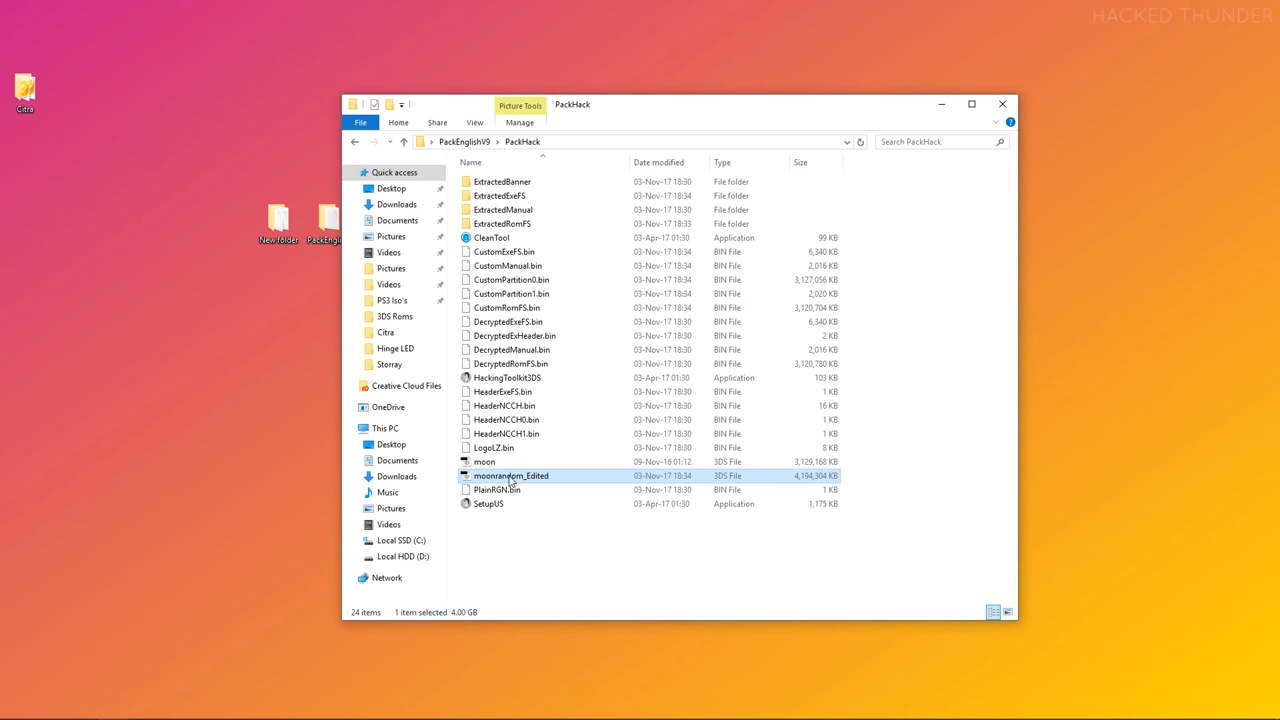 HACKED THUNDER
Citra
New folder
PackEngli
Picture Tools
PackHack
File
Home
Share
View
Manage
PackEnglishV9 > PackHack
Search PackHack
Name
Date modified
Type
Size
Quick access
Desktop
Downloads
Documents
Pictures
Videos
Pictures
Videos
PS3 Iso's
3DS Roms
Citra
Hinge LED
Storray
Creative Cloud Files
OneDrive
This PC
Desktop
Documents
Downloads
Music
Pictures
Videos
Local SSD (C:)
Local HDD (D:)
Network
ExtractedBanner 03-Nov-17 18:30 File folder
ExtractedExeFS 03-Nov-17 18:30 File folder
ExtractedManual 03-Nov-17 18:30 File folder
ExtractedRomFS 03-Nov-17 18:33 File folder
CleanTool 03-Apr-17 01:30 Application 99 KB
CustomExeFS.bin 03-Nov-17 18:34 BIN File 6,340 KB
CustomManual.bin 03-Nov-17 18:34 BIN File 2,016 KB
CustomPartition0.bin 03-Nov-17 18:34 BIN File 3,127,056 KB
CustomPartition1.bin 03-Nov-17 18:34 BIN File 2,020 KB
CustomRomFS.bin 03-Nov-17 18:34 BIN File 3,120,704 KB
DecryptedExeFS.bin 03-Nov-17 18:30 BIN File 6,340 KB
DecryptedExHeader.bin 03-Nov-17 18:30 BIN File 2 KB
DecryptedManual.bin 03-Nov-17 18:30 BIN File 2,016 KB
DecryptedRomFS.bin 03-Nov-17 18:30 BIN File 3,120,780 KB
HackingToolkit3DS 03-Apr-17 01:30 Application 103 KB
HeaderExeFS.bin 03-Nov-17 18:30 BIN File 1 KB
HeaderNCCH.bin 03-Nov-17 18:30 BIN File 16 KB
HeaderNCCH0.bin 03-Nov-17 18:30 BIN File 1 KB
HeaderNCCH1.bin 03-Nov-17 18:30 BIN File 1 KB
LogoLZ.bin 03-Nov-17 18:30 BIN File 8 KB
moon 09-Nov-16 01:12 3DS File 3,129,168 KB
moonrandom_Edited 03-Nov-17 18:34 3DS File 4,194,304 KB
PlainRGN.bin 03-Nov-17 18:30 BIN File 1 KB
SetupUS 03-Apr-17 01:30 Application 1,175 KB
24 items 1 item selected 4.00 GB